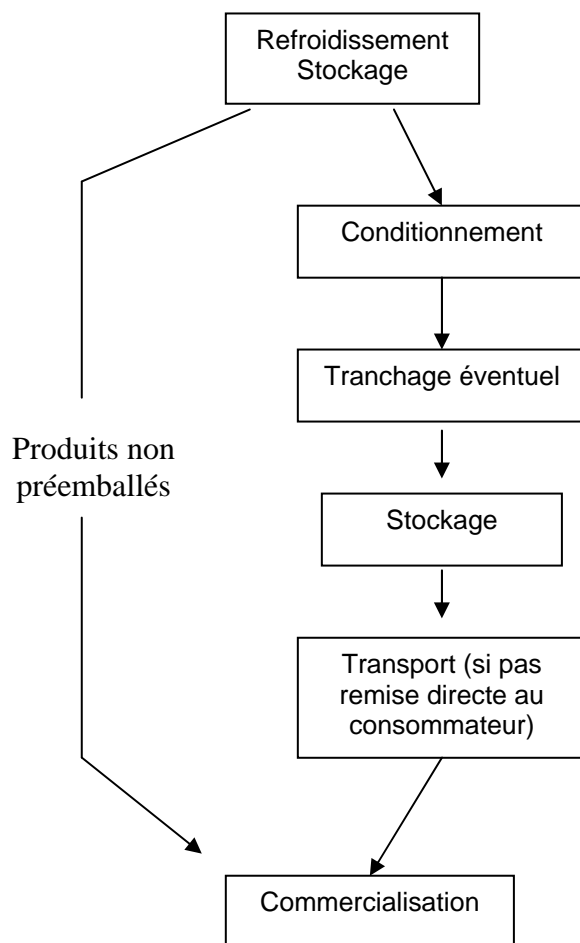 Refroidissement
Stockage
Conditionnement
Tranchage éventuel
Produits non
préemballés
Stockage
Transport (si pas
remise directe au
consommateur)
Commercialisation